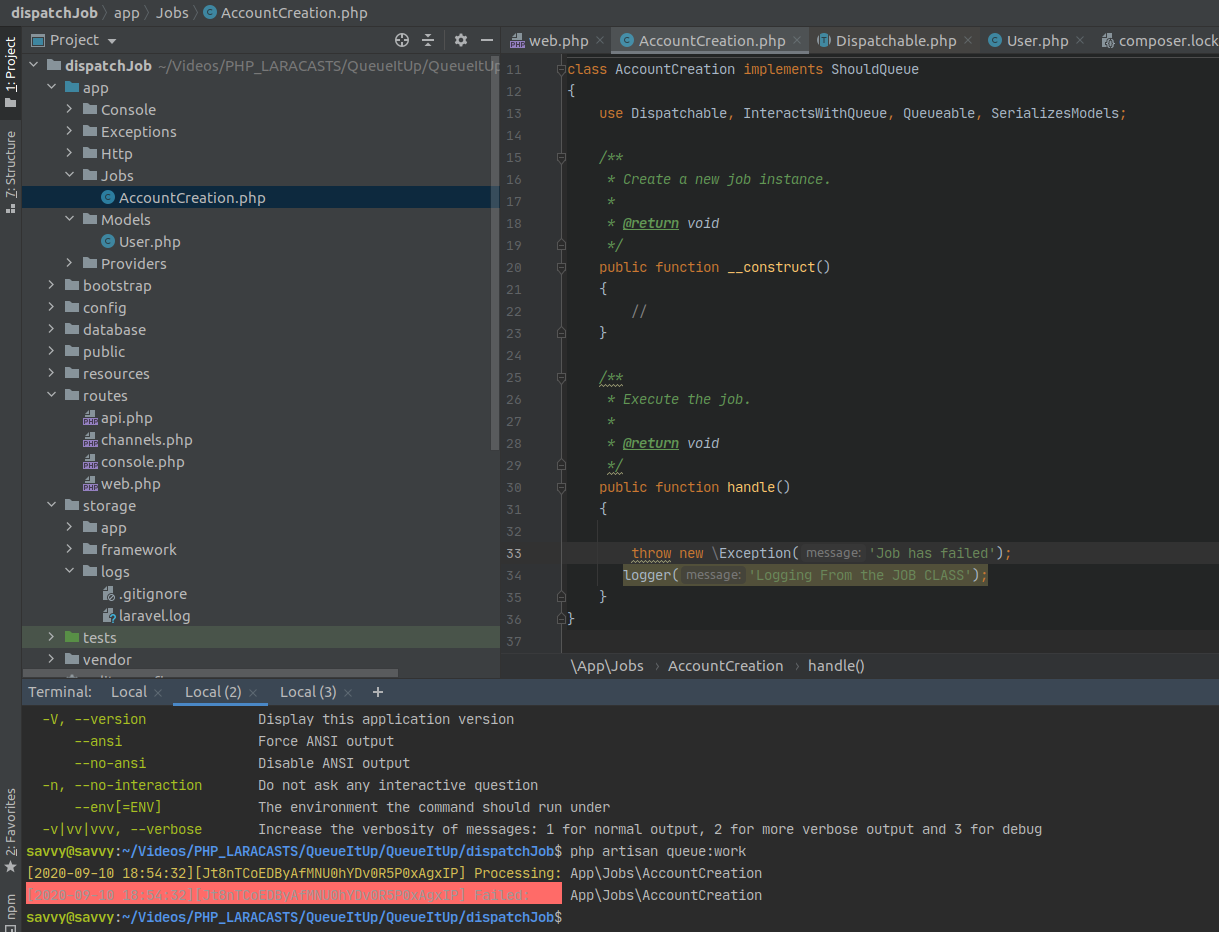 dispatchJob 〉 app 〉 Jobs 〉 AccountCreation.php
1: Project
7: Structure
2: Favorites
npm
Project
dispatchJob ~/Videos/PHP_LARACASTS/QueueItUp/QueueItUp
app
Console
Exceptions
Http
Jobs
AccountCreation.php
Models
User.php
Providers
bootstrap
config
database
public
resources
routes
api.php
channels.php
console.php
web.php
storage
app
framework
logs
.gitignore
laravel.log
tests
vendor
web.php × AccountCreation.php × Dispatchable.php × User.php × composer.lock
11 class AccountCreation implements ShouldQueue
12 {
13 use Dispatchable, InteractsWithQueue, Queueable, SerializesModels;
14
15 /**
16 * Create a new job instance.
17 *
18 * @return void
19 */
20 public function __construct()
21 {
22 //
23 }
24
25 /**
26 * Execute the job.
27 *
28 * @return void
29 */
30 public function handle()
31 {
32
33 throw new \Exception( message: 'Job has failed');
34 logger( message: 'Logging From the JOB CLASS');
35 }
36 }
37
\App\Jobs › AccountCreation › handle()
Terminal: Local × Local (2) × Local (3) × +
-V, --version Display this application version
--ansi Force ANSI output
--no-ansi Disable ANSI output
-n, --no-interaction Do not ask any interactive question
--env[=ENV] The environment the command should run under
-v|vv|vvv, --verbose Increase the verbosity of messages: 1 for normal output, 2 for more verbose output and 3 for debug
savvy@savvy:~/Videos/PHP_LARACASTS/QueueItUp/QueueItUp/dispatchJob$ php artisan queue:work
[2020-09-10 18:54:32][Jt8nTCoEDByAfMNU0hYDv0R5P0xAgxIP] Processing: App\Jobs\AccountCreation
[2020-09-10 18:54:32][Jt8nTCoEDByAfMNU0hYDv0R5P0xAgxIP] Failed: App\Jobs\AccountCreation
savvy@savvy:~/Videos/PHP_LARACASTS/QueueItUp/QueueItUp/dispatchJob$